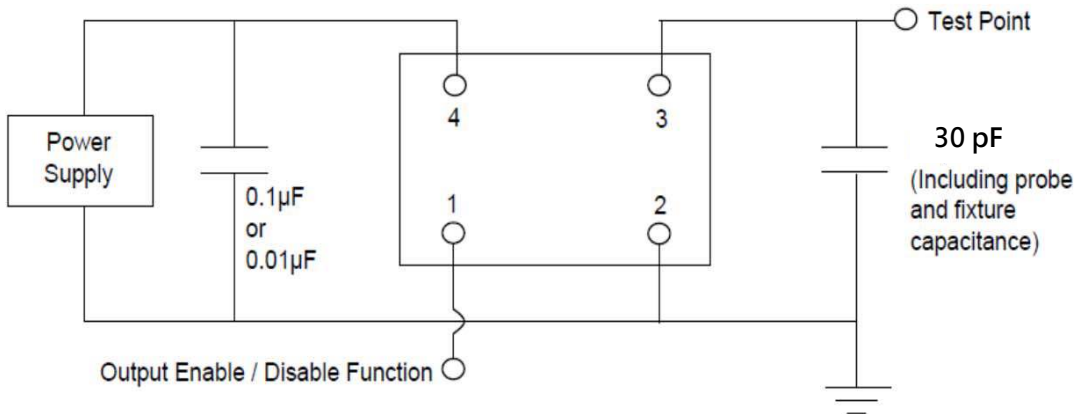 Test Point
4
3
Power
Supply
0.1µF
or
0.01µF
1
2
30 pF
(Including probe
and fixture
capacitance)
Output Enable / Disable Function